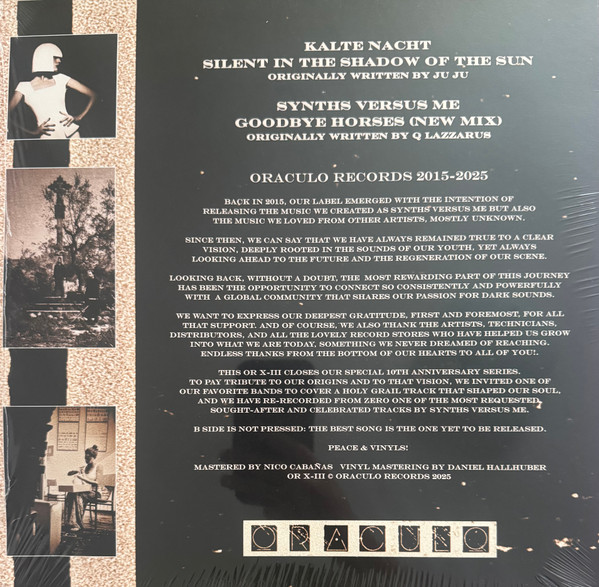 KALTE NACHT
SILENT IN THE SHADOW OF THE SUN
ORIGINALLY WRITTEN BY JU JU
SYNTHS VERSUS ME
GOODBYE HORSES (NEW MIX)
ORIGINALLY WRITTEN BY Q LAZZARUS
ORACULO RECORDS 2015-2025
BACK IN 2015, OUR LABEL EMERGED WITH THE INTENTION OF
RELEASING THE MUSIC WE CREATED AS SYNTHS VERSUS ME BUT ALSO
THE MUSIC WE LOVED FROM OTHER ARTISTS, MOSTLY UNKNOWN.
SINCE THEN, WE CAN SAY THAT WE HAVE ALWAYS REMAINED TRUE TO A CLEAR
VISION, DEEPLY ROOTED IN THE SOUNDS OF OUR YOUTH, YET ALWAYS
LOOKING AHEAD TO THE FUTURE AND THE REGENERATION OF OUR SCENE.
LOOKING BACK, WITHOUT A DOUBT, THE MOST REWARDING PART OF THIS JOURNEY
HAS BEEN THE OPPORTUNITY TO CONNECT SO CONSISTENTLY AND POWERFULLY
WITH A GLOBAL COMMUNITY THAT SHARES OUR PASSION FOR DARK SOUNDS.
WE WANT TO EXPRESS OUR DEEPEST GRATITUDE, FIRST AND FOREMOST, FOR ALL
THAT SUPPORT. AND OF COURSE, WE ALSO THANK THE ARTISTS, TECHNICIANS,
DISTRIBUTORS, AND ALL THE LOVELY RECORD STORES WHO HAVE HELPED US GROW
INTO WHAT WE ARE TODAY, SOMETHING WE NEVER DREAMED OF REACHING.
ENDLESS THANKS FROM THE BOTTOM OF OUR HEARTS TO ALL OF YOU!.
THIS OR X-III CLOSES OUR SPECIAL 10TH ANNIVERSARY SERIES.
TO PAY TRIBUTE TO OUR ORIGINS AND TO THAT VISION, WE INVITED ONE OF
OUR FAVORITE BANDS TO COVER A HOLY GRAIL TRACK THAT SHAPED OUR SOUL,
AND WE HAVE RE-RECORDED FROM ZERO ONE OF THE MOST REQUESTED,
SOUGHT-AFTER AND CELEBRATED TRACKS BY SYNTHS VERSUS ME.
B SIDE IS NOT PRESSED: THE BEST SONG IS THE ONE YET TO BE RELEASED.
PEACE & VINYLS!
MASTERED BY NICO CABAÑAS VINYL MASTERING BY DANIEL HALLHUBER
OR X-III © ORACULO RECORDS 2025
ORACULO